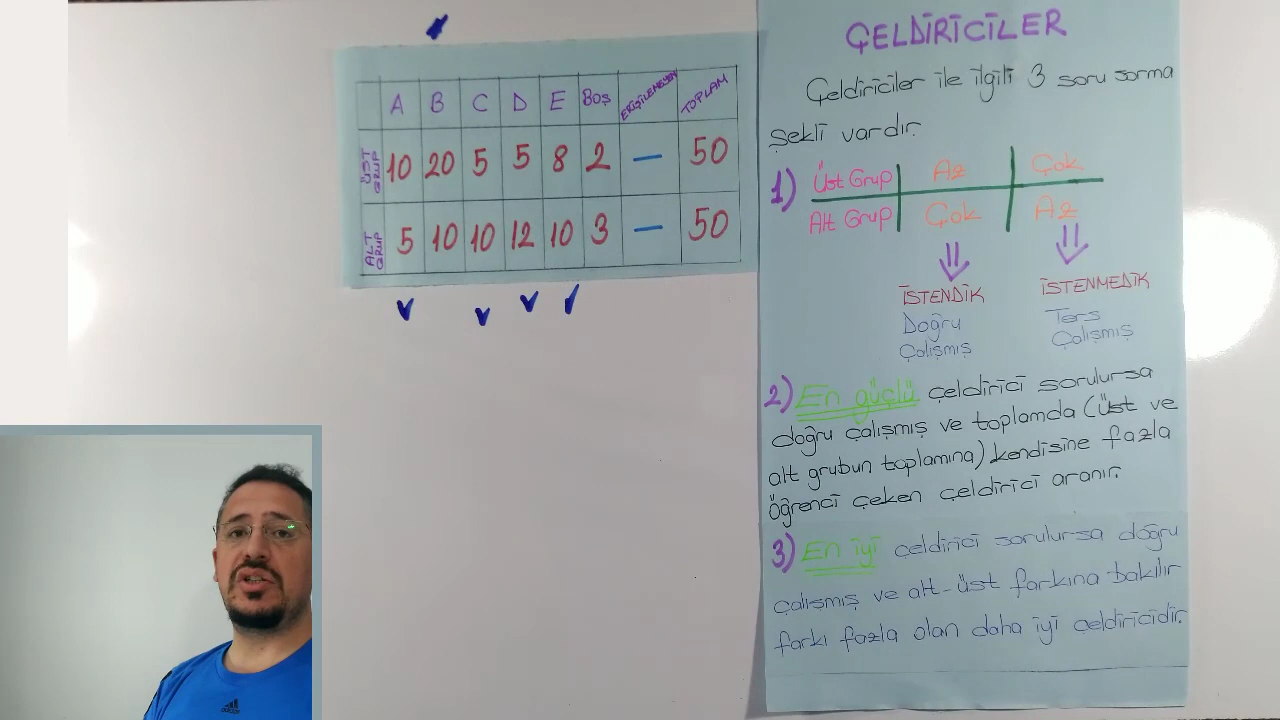 A B C D E Boş ERİŞİLEMEYEN TOPLAM
ÜST GRUP 10 20 5 5 8 2 — 50
ALT GRUP 5 10 10 12 10 3 — 50
ÇELDİRİCİLER
Çeldiriciler ile ilgili 3 soru sorma
şekli vardır.
1) Üst Grup Az Çok
Alt Grup Çok Az
İSTENDİK İSTENMEDİK
Doğru Ters
Çalışmış Çalışmış
2) En güçlü çeldirici sorulursa
doğru çalışmış ve toplamda (üst ve
alt grubun toplamına) kendisine fazla
öğrenci çeken çeldirici aranır.
3) En iyi çeldirici sorulursa doğru
çalışmış ve alt-üst farkına bakılır
farkı fazla olan daha iyi çeldiricidir.
adidas